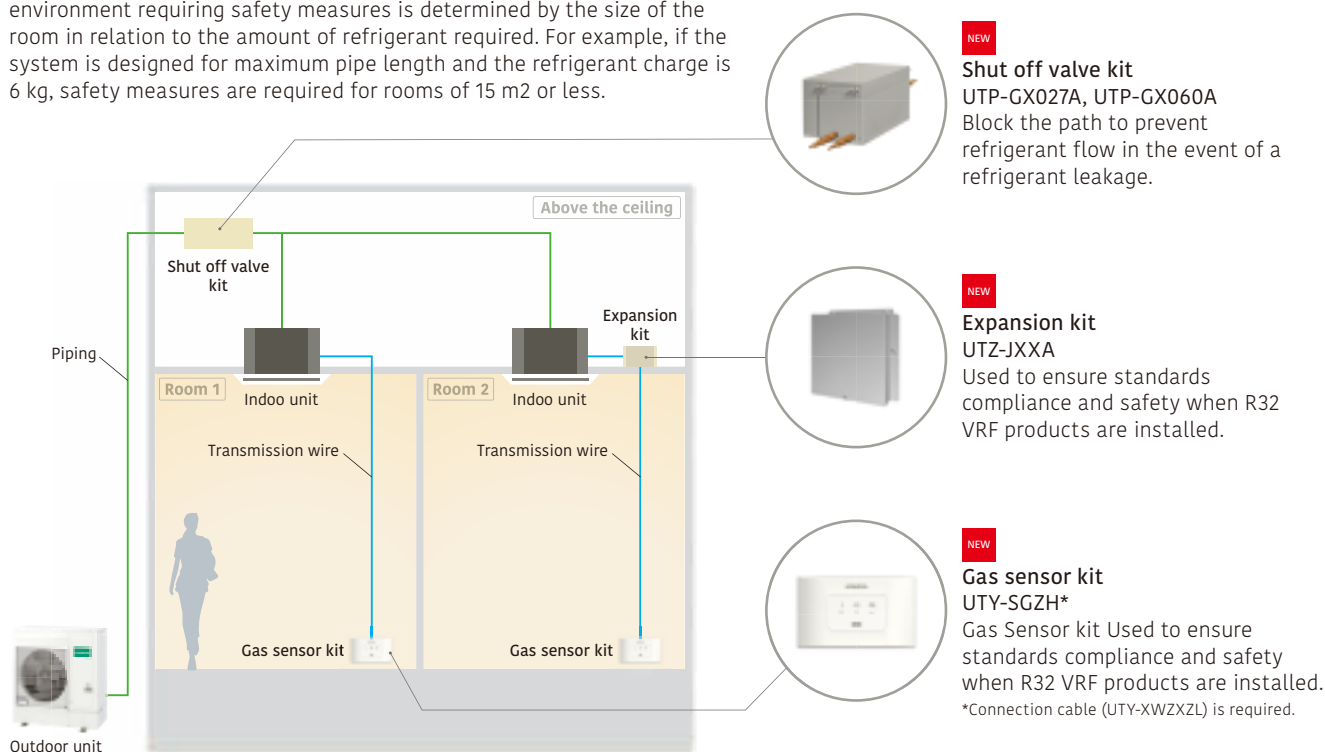 environment requiring safety measures is determined by the size of the
room in relation to the amount of refrigerant required. For example, if the
system is designed for maximum pipe length and the refrigerant charge is
6 kg, safety measures are required for rooms of 15 m2 or less.
NEW
Shut off valve kit
UTP-GX027A, UTP-GX060A
Block the path to prevent
refrigerant flow in the event of a
refrigerant leakage.
Above the ceiling
Shut off valve
kit
Expansion
kit
Piping
Room 1
Indoo unit
Room 2
Indoo unit
Transmission wire
Transmission wire
Gas sensor kit
Gas sensor kit
Outdoor unit
NEW
Expansion kit
UTZ-JXXA
Used to ensure standards
compliance and safety when R32
VRF products are installed.
NEW
Gas sensor kit
UTY-SGZH*
Gas Sensor kit Used to ensure
standards compliance and safety
when R32 VRF products are installed.
*Connection cable (UTY-XWZXZL) is required.